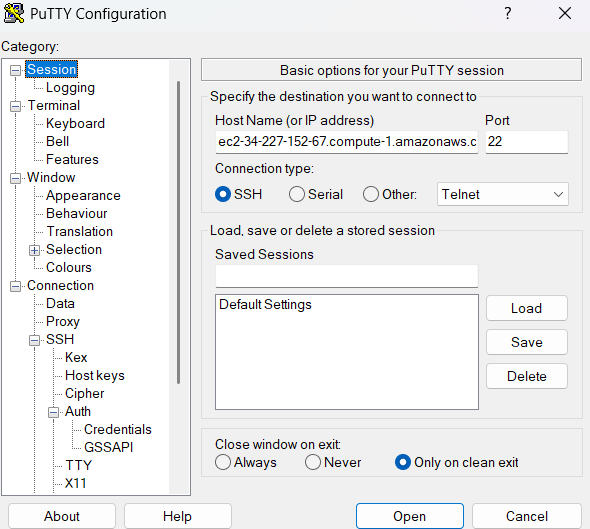 PuTTY Configuration
?
Category:
Session
Logging
Terminal
Keyboard
Bell
Features
Window
Appearance
Behaviour
Translation
Selection
Colours
Connection
Data
Proxy
SSH
Kex
Host keys
Cipher
Auth
Credentials
GSSAPI
TTY
X11
Basic options for your PuTTY session
Specify the destination you want to connect to
Host Name (or IP address) Port
ec2-34-227-152-67.compute-1.amazonaws.c 22
Connection type:
SSH Serial Other: Telnet
Load, save or delete a stored session
Saved Sessions
Default Settings
Load
Save
Delete
Close window on exit:
Always Never Only on clean exit
About Help Open Cancel